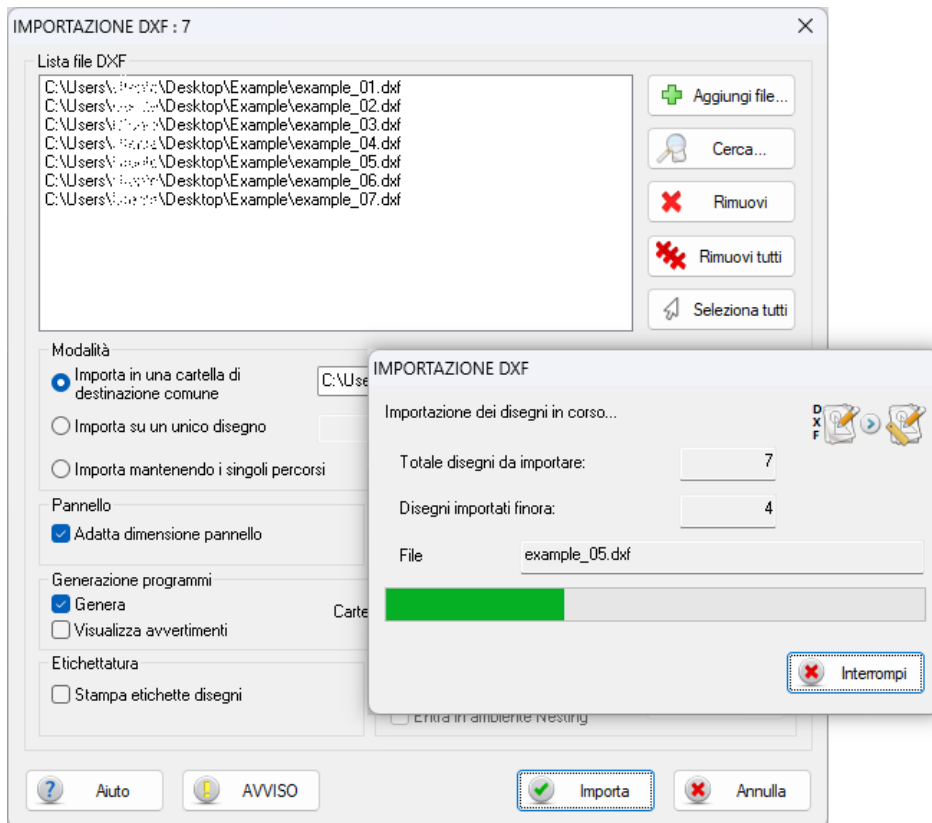 IMPORTAZIONE DXF : 7
Lista file DXF
C:\Users\ \Desktop\Example\example_01.dxf
C:\Users\ \Desktop\Example\example_02.dxf
C:\Users\ \Desktop\Example\example_03.dxf
C:\Users\ \Desktop\Example\example_04.dxf
C:\Users\ \Desktop\Example\example_05.dxf
C:\Users\ \Desktop\Example\example_06.dxf
C:\Users\ \Desktop\Example\example_07.dxf
Aggiungi file...
Cerca...
Rimuovi
Rimuovi tutti
Seleziona tutti
Modalità
Importa in una cartella di
destinazione comune
C:\Use
Importa su un unico disegno
Importa mantenendo i singoli percorsi
Pannello
Adatta dimensione pannello
Generazione programmi
Genera
Carte
Visualizza avvertimenti
Etichettatura
Stampa etichette disegni
IMPORTAZIONE DXF
Importazione dei disegni in corso...
DXF
Totale disegni da importare:
7
Disegni importati finora:
4
File
example_05.dxf
Interrompi
Entra in ambiente Nesting
Aiuto
AVVISO
Importa
Annulla